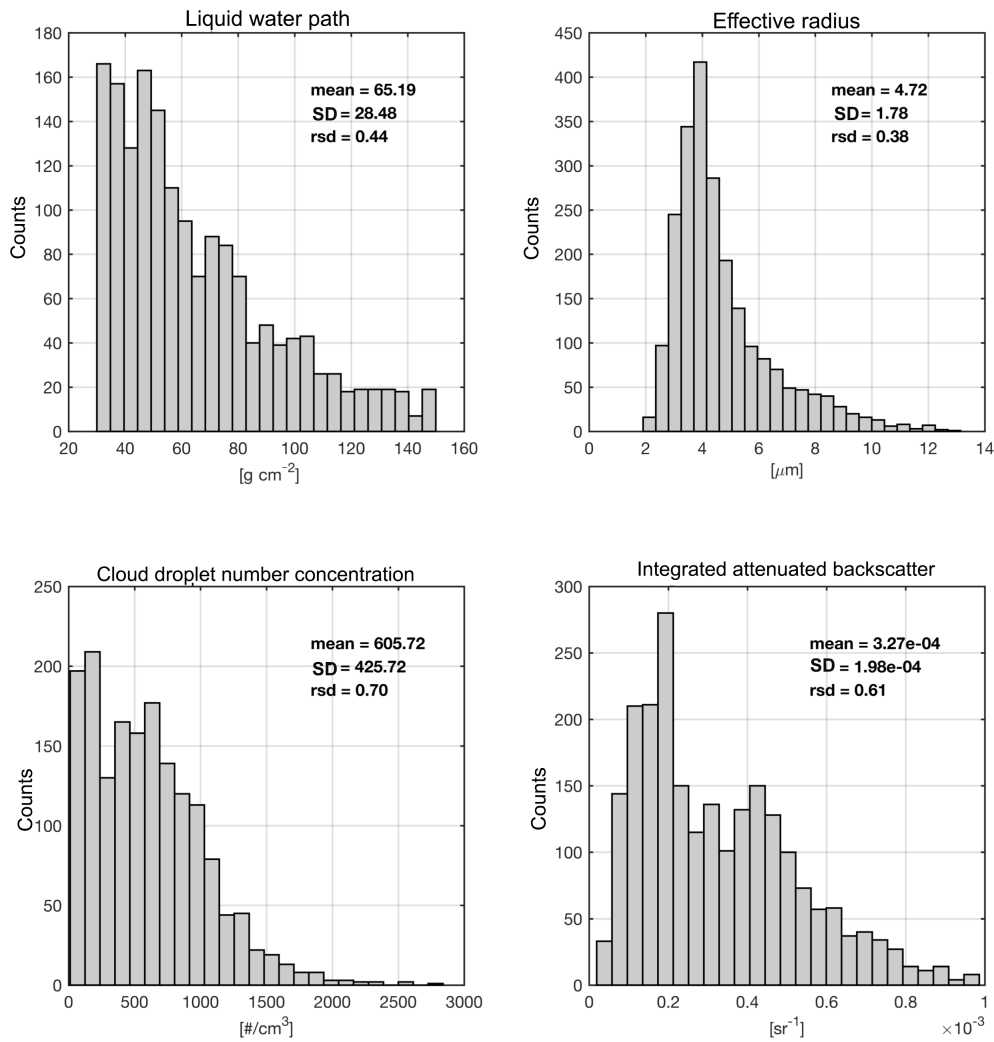 Liquid water path
180
160
140
120
100
80
60
40
20
0
Counts
mean = 65.19
SD = 28.48
rsd = 0.44
20 40 60 80 100 120 140 160
[g cm⁻²]
Effective radius
450
400
350
300
250
200
150
100
50
0
Counts
mean = 4.72
SD = 1.78
rsd = 0.38
0 2 4 6 8 10 12 14
[μm]
Cloud droplet number concentration
250
200
150
100
50
0
Counts
mean = 605.72
SD = 425.72
rsd = 0.70
0 500 1000 1500 2000 2500 3000
[#/cm³]
Integrated attenuated backscatter
300
250
200
150
100
50
0
Counts
mean = 3.27e-04
SD = 1.98e-04
rsd = 0.61
0 0.2 0.4 0.6 0.8 1
[sr⁻¹]
×10⁻³